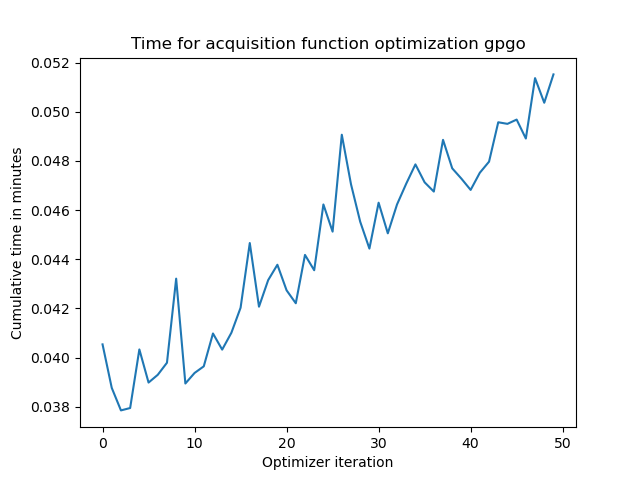 Time for acquisition function optimization gpgo
Cumulative time in minutes
0.052
0.050
0.048
0.046
0.044
0.042
0.040
0.038
0 10 20 30 40 50
Optimizer iteration